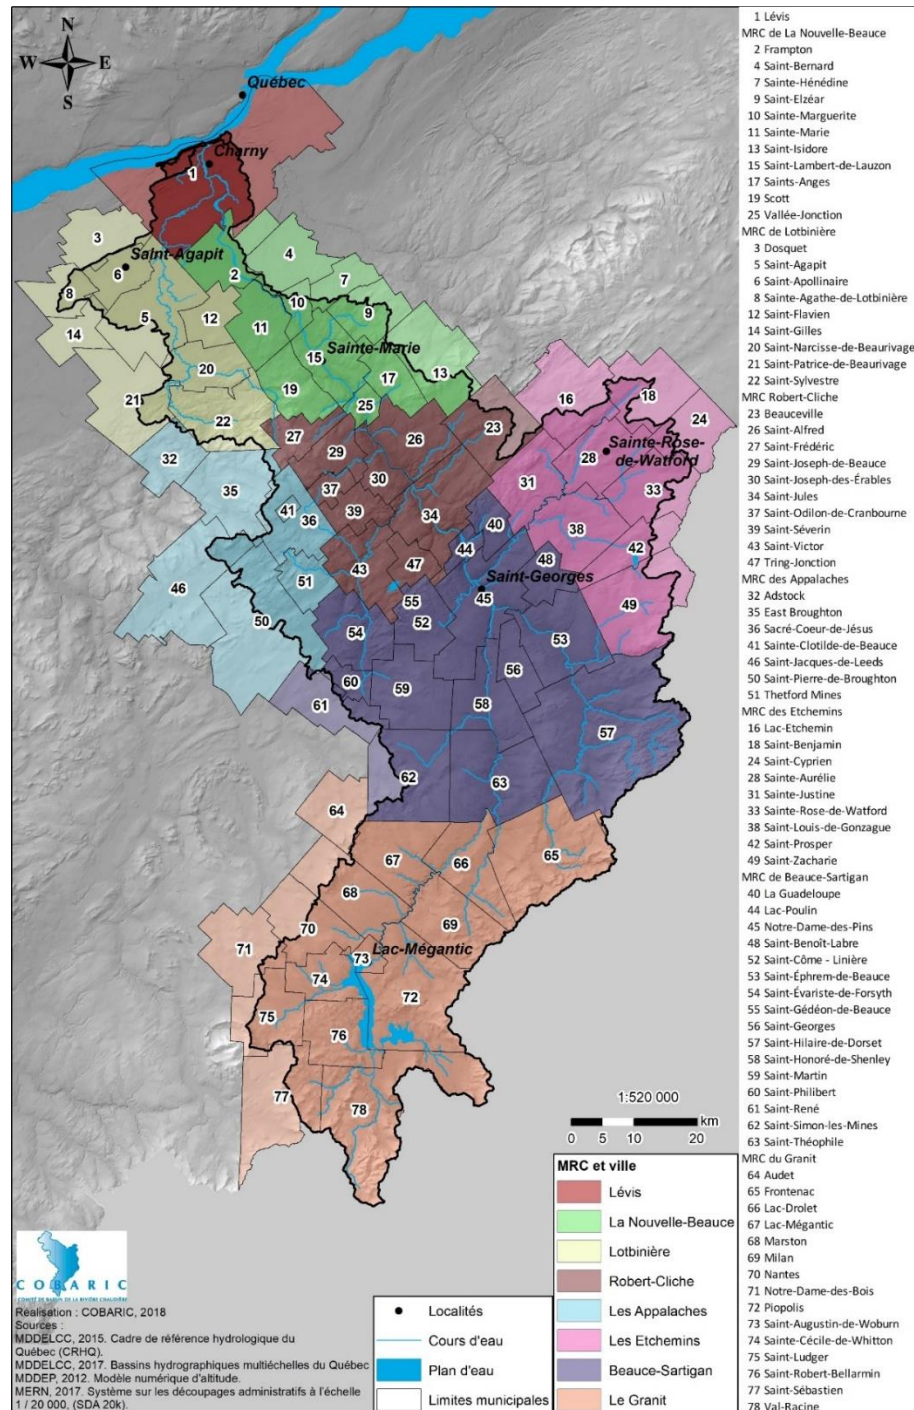 N
W E
S
Québec
Charny
1
3
Saint-Agapit
6
4
2
7
8
10
9
5
12
11
14
15
Sainte-Marie
20
17
13
19
25
21
22
16
18
24
27
26
23
29
28
Sainte-Rose-
de-Watford
32
31
35
30
37
33
41
36
39
34
40
38
44
42
43
47
48
51
46
Saint-Georges
55
45
49
50
52
54
53
56
60
59
61
58
57
62
63
64
67
66
65
68
69
70
71
Lac-Mégantic
73
74
72
75
76
77
78
1:520 000
km
0 5 10 20
MRC et ville
Lévis
La Nouvelle-Beauce
Lotbinière
Robert-Cliche
Les Appalaches
Les Etchemins
Beauce-Sartigan
Le Granit
Localités
Cours d'eau
Plan d'eau
Limites municipales
COBARIC
COMITÉ DE BASSIN DE LA RIVIÈRE CHAUDIÈRE
Réalisation : COBARIC, 2018
Sources :
MDDELCC, 2015. Cadre de référence hydrologique du
Québec (CRHQ).
MDDELCC, 2017. Bassins hydrographiques multiéchelles du Québec
MDDEP, 2012. Modèle numérique d'altitude.
MERN, 2017. Système sur les découpages administratifs à l'échelle
1 / 20 000, (SDA 20k).
1 Lévis
MRC de La Nouvelle-Beauce
2 Frampton
4 Saint-Bernard
7 Sainte-Hénédine
9 Saint-Elzéar
10 Sainte-Marguerite
11 Sainte-Marie
13 Saint-Isidore
15 Saint-Lambert-de-Lauzon
17 Saints-Anges
19 Scott
25 Vallée-Jonction
MRC de Lotbinière
3 Dosquet
5 Saint-Agapit
6 Saint-Apollinaire
8 Sainte-Agathe-de-Lotbinière
12 Saint-Flavien
14 Saint-Gilles
20 Saint-Narcisse-de-Beaurivage
21 Saint-Patrice-de-Beaurivage
22 Saint-Sylvestre
MRC Robert-Cliche
23 Beauceville
26 Saint-Alfred
27 Saint-Frédéric
29 Saint-Joseph-de-Beauce
30 Saint-Joseph-des-Érables
34 Saint-Jules
37 Saint-Odilon-de-Cranbourne
39 Saint-Séverin
43 Saint-Victor
47 Tring-Jonction
MRC des Appalaches
32 Adstock
35 East Broughton
36 Sacré-Coeur-de-Jésus
41 Sainte-Clotilde-de-Beauce
46 Saint-Jacques-de-Leeds
50 Saint-Pierre-de-Broughton
51 Thetford Mines
MRC des Etchemins
16 Lac-Etchemin
18 Saint-Benjamin
24 Saint-Cyprien
28 Sainte-Aurélie
31 Sainte-Justine
33 Sainte-Rose-de-Watford
38 Saint-Louis-de-Gonzague
42 Saint-Prosper
49 Saint-Zacharie
MRC de Beauce-Sartigan
40 La Guadeloupe
44 Lac-Poulin
45 Notre-Dame-des-Pins
48 Saint-Benoît-Labre
52 Saint-Côme - Linière
53 Saint-Éphrem-de-Beauce
54 Saint-Évariste-de-Forsyth
55 Saint-Gédéon-de-Beauce
56 Saint-Georges
57 Saint-Hilaire-de-Dorset
58 Saint-Honoré-de-Shenley
59 Saint-Martin
60 Saint-Philibert
61 Saint-René
62 Saint-Simon-les-Mines
63 Saint-Théophile
MRC du Granit
64 Audet
65 Frontenac
66 Lac-Drolet
67 Lac-Mégantic
68 Marston
69 Milan
70 Nantes
71 Notre-Dame-des-Bois
72 Piopolis
73 Saint-Augustin-de-Woburn
74 Sainte-Cécile-de-Whitton
75 Saint-Ludger
76 Saint-Robert-Bellarmin
77 Saint-Sébastien
78 Val-Racine